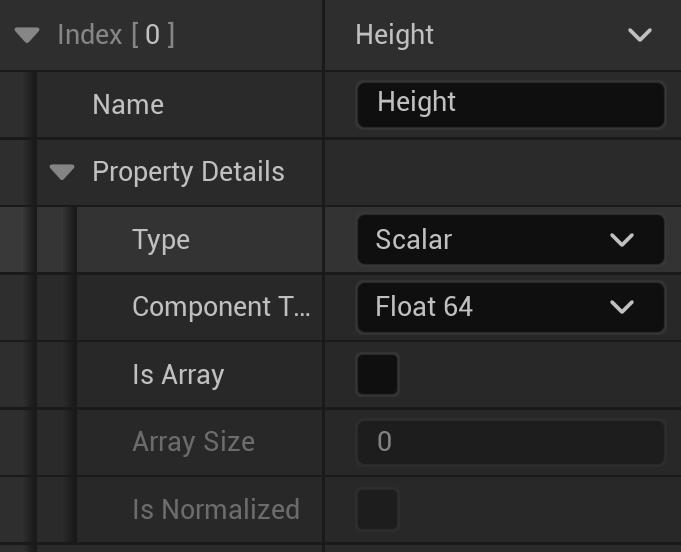 Index [ 0 ] Height
Name Height
Property Details
Type Scalar
Component T... Float 64
Is Array
Array Size 0
Is Normalized